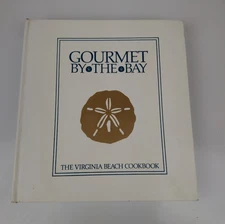 GOURMET
BY•THE•BAY
THE VIRGINIA BEACH COOKBOOK